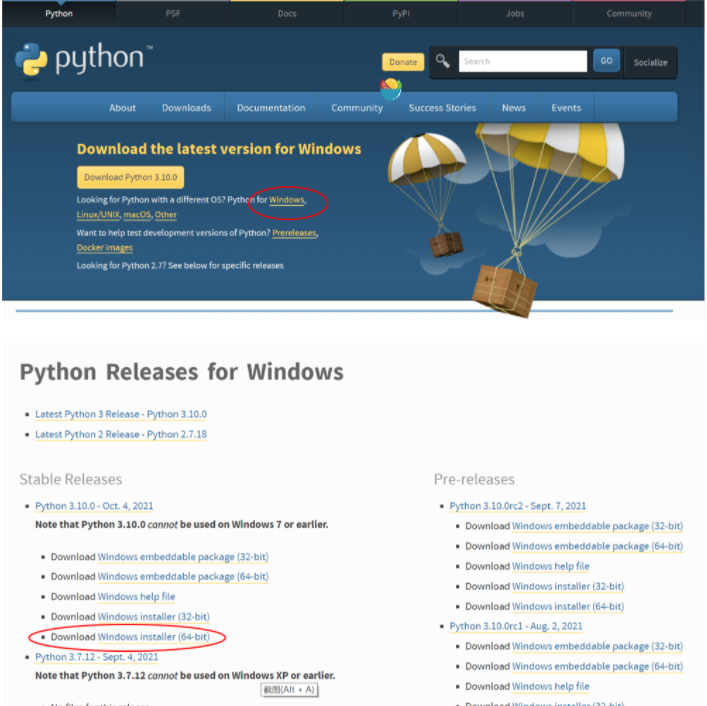 Python PSF Docs PyPI Jobs Community
python™
Donate Search GO Socialize
About Downloads Documentation Community Success Stories News Events
Download the latest version for Windows
Download Python 3.10.0
Looking for Python with a different OS? Python for Windows,
Linux/UNIX, macOS, Other
Want to help test development versions of Python? Prereleases,
Docker images
Looking for Python 2.7? See below for specific releases
Python Releases for Windows
Latest Python 3 Release - Python 3.10.0
Latest Python 2 Release - Python 2.7.18
Stable Releases
Python 3.10.0 - Oct. 4, 2021
Note that Python 3.10.0 cannot be used on Windows 7 or earlier.
Download Windows embeddable package (32-bit)
Download Windows embeddable package (64-bit)
Download Windows help file
Download Windows installer (32-bit)
Download Windows installer (64-bit)
Python 3.7.12 - Sept. 4, 2021
Note that Python 3.7.12 cannot be used on Windows XP or earlier.
截图(Alt + A)
No files for this release.
Pre-releases
Python 3.10.0rc2 - Sept. 7, 2021
Download Windows embeddable package (32-bit)
Download Windows embeddable package (64-bit)
Download Windows help file
Download Windows installer (32-bit)
Download Windows installer (64-bit)
Python 3.10.0rc1 - Aug. 2, 2021
Download Windows embeddable package (32-bit)
Download Windows embeddable package (64-bit)
Download Windows help file
Download Windows installer (32-bit)